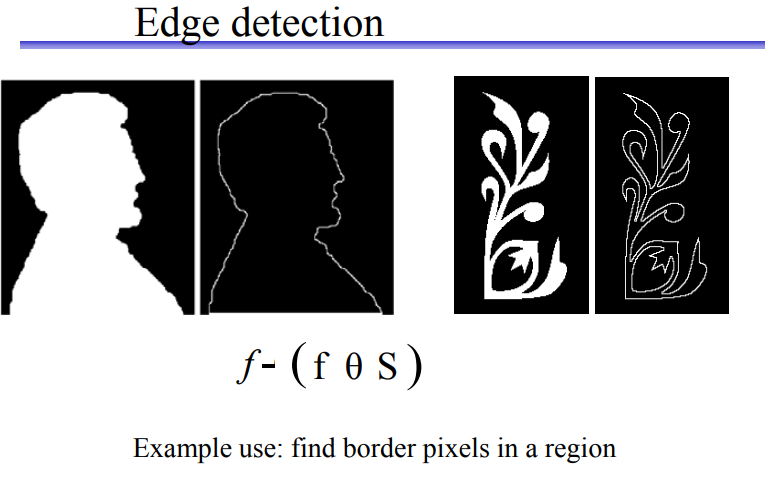 Edge detection
f- (f θ S)
Example use: find border pixels in a region